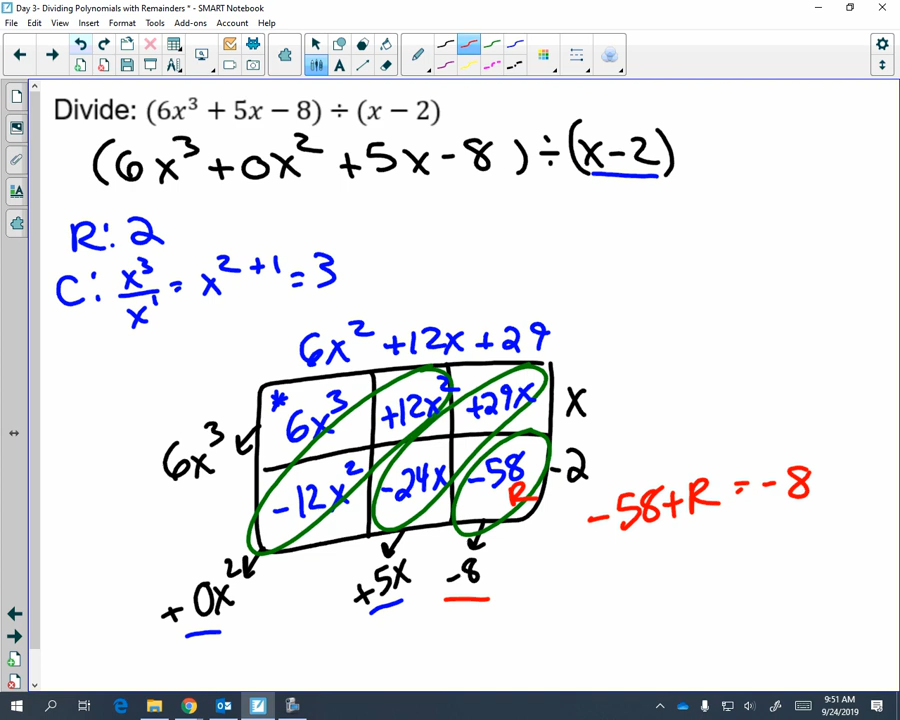 Day 3- Dividing Polynomials with Remainders * - SMART Notebook
File Edit View Insert Format Tools Add-ons Account Help
Divide: (6x³ + 5x − 8) ÷ (x − 2)
(6x³ +0x² +5x -8) ÷ (x-2)
R: 2
C: x³/x¹ = x² +1 = 3
6x² +12x +29
* 6x³ +12x² +29x x
6x³
-12x² -24x -58 -2
R
-58+R = -8
+0x² +5x -8
9:51 AM
9/24/2019